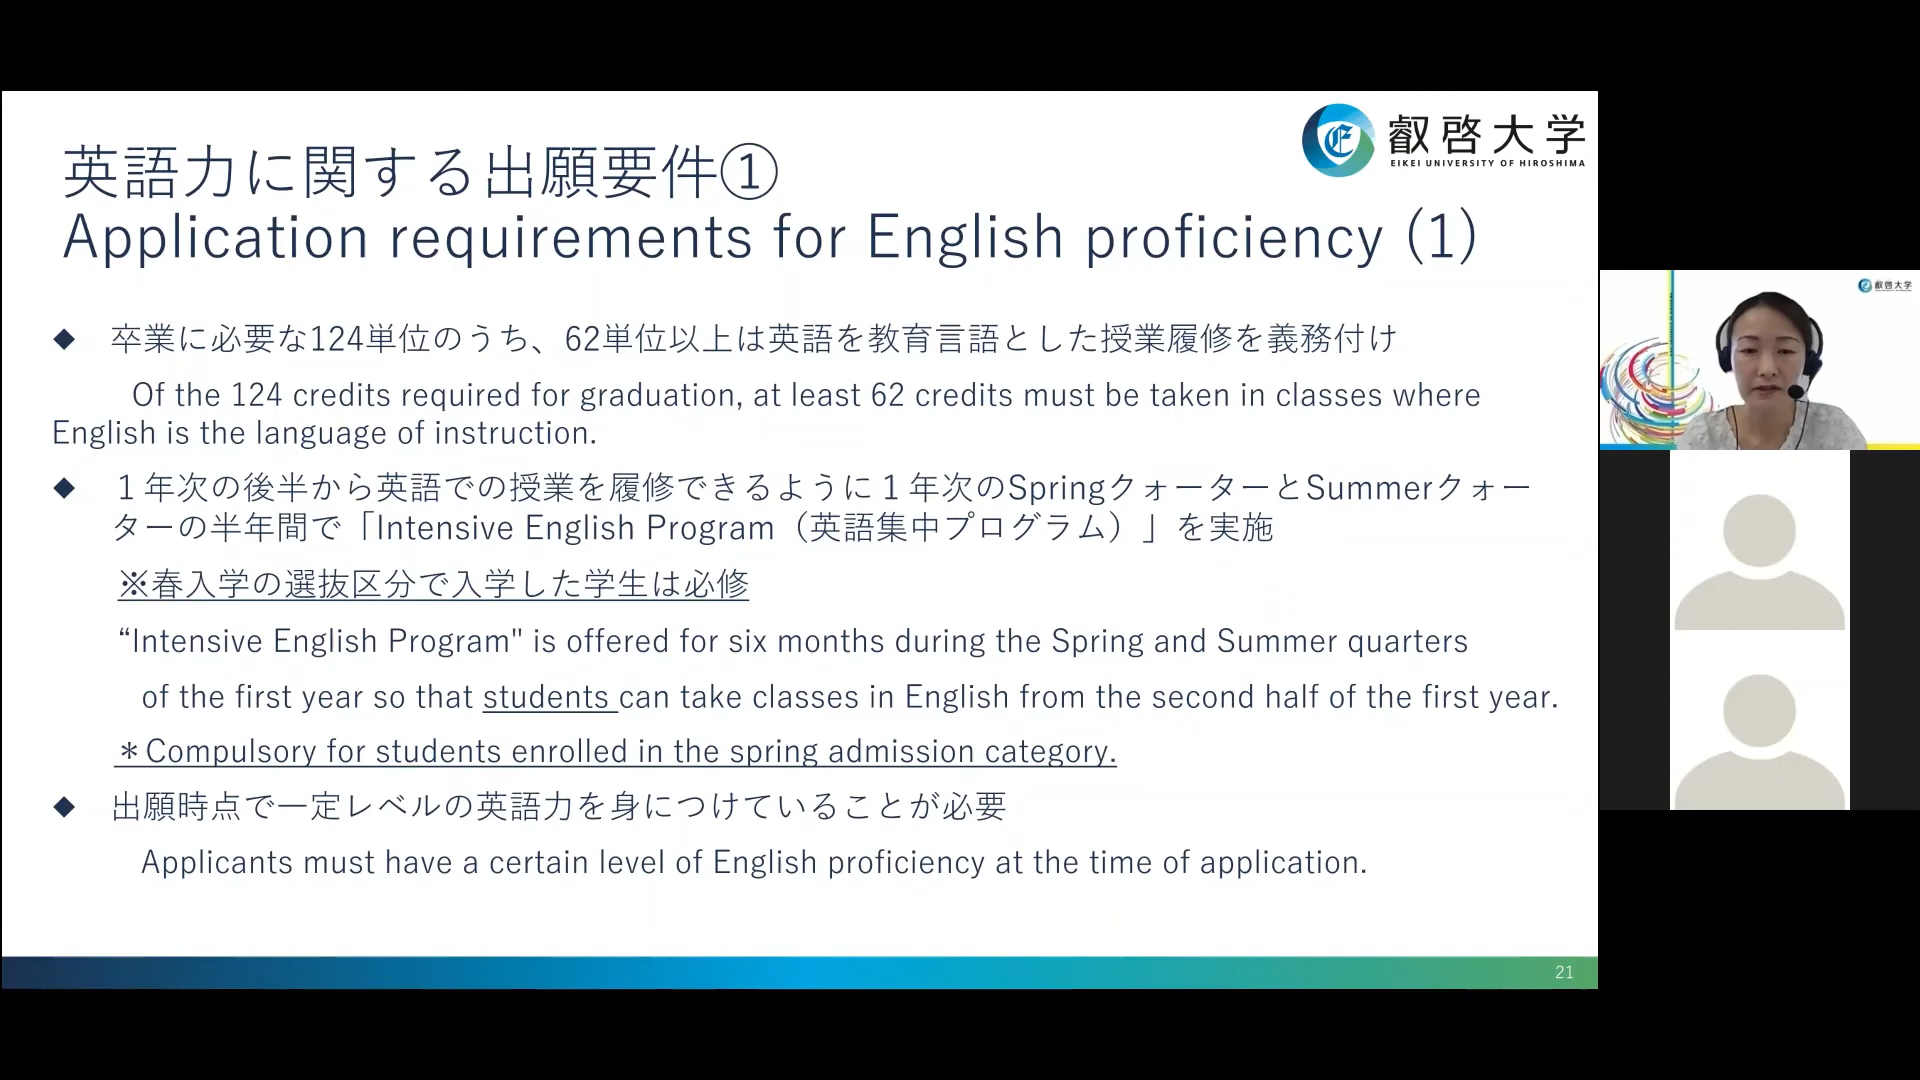 叡啓大学
EIKEI UNIVERSITY OF HIROSHIMA
英語力に関する出願要件①
Application requirements for English proficiency (1)
◆ 卒業に必要な124単位のうち、62単位以上は英語を教育言語とした授業履修を義務付け
Of the 124 credits required for graduation, at least 62 credits must be taken in classes where
English is the language of instruction.
◆ １年次の後半から英語での授業を履修できるように１年次のSpringクォーターとSummerクォー
ターの半年間で「Intensive English Program（英語集中プログラム）」を実施
※春入学の選抜区分で入学した学生は必修
“Intensive English Program" is offered for six months during the Spring and Summer quarters
of the first year so that students can take classes in English from the second half of the first year.
＊Compulsory for students enrolled in the spring admission category.
◆ 出願時点で一定レベルの英語力を身につけていることが必要
Applicants must have a certain level of English proficiency at the time of application.
21
叡啓大学